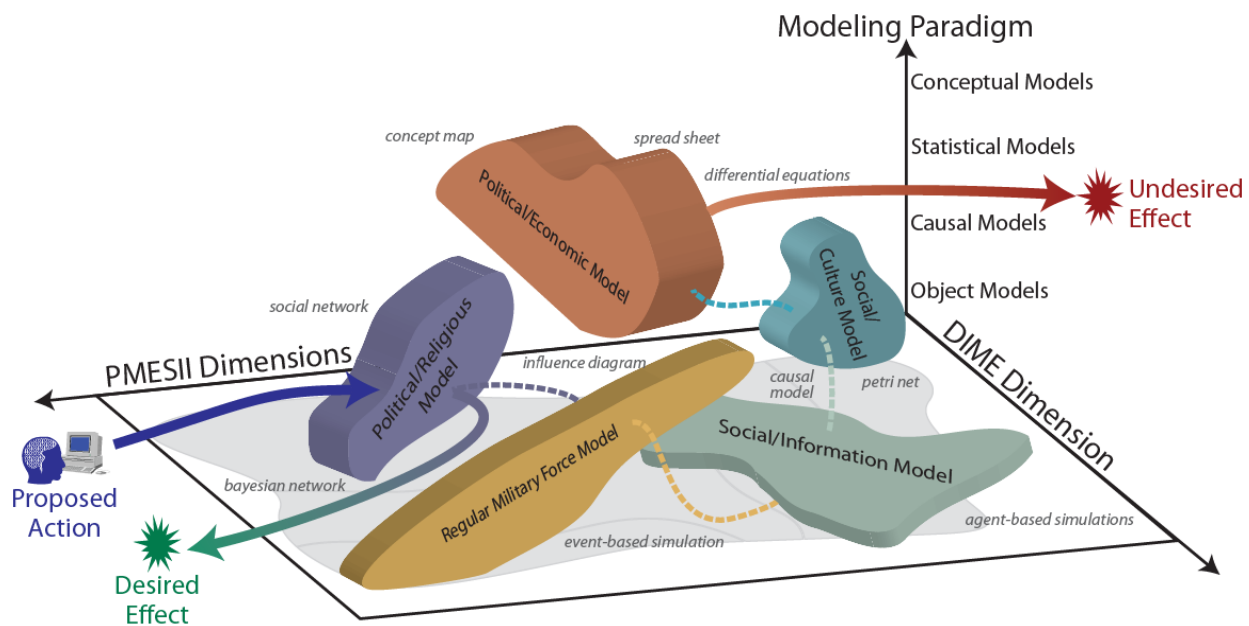 Modeling Paradigm
Conceptual Models
Statistical Models
Causal Models
Object Models
concept map
spread sheet
differential equations
Undesired
Effect
Political/Economic Model
Social/
Culture Model
social network
PMESII Dimensions
Political/Religious
Model
influence diagram
causal
model
petri net
DIME Dimension
Proposed
Action
bayesian network
Regular Military Force Model
Social/Information Model
event-based simulation
agent-based simulations
Desired
Effect